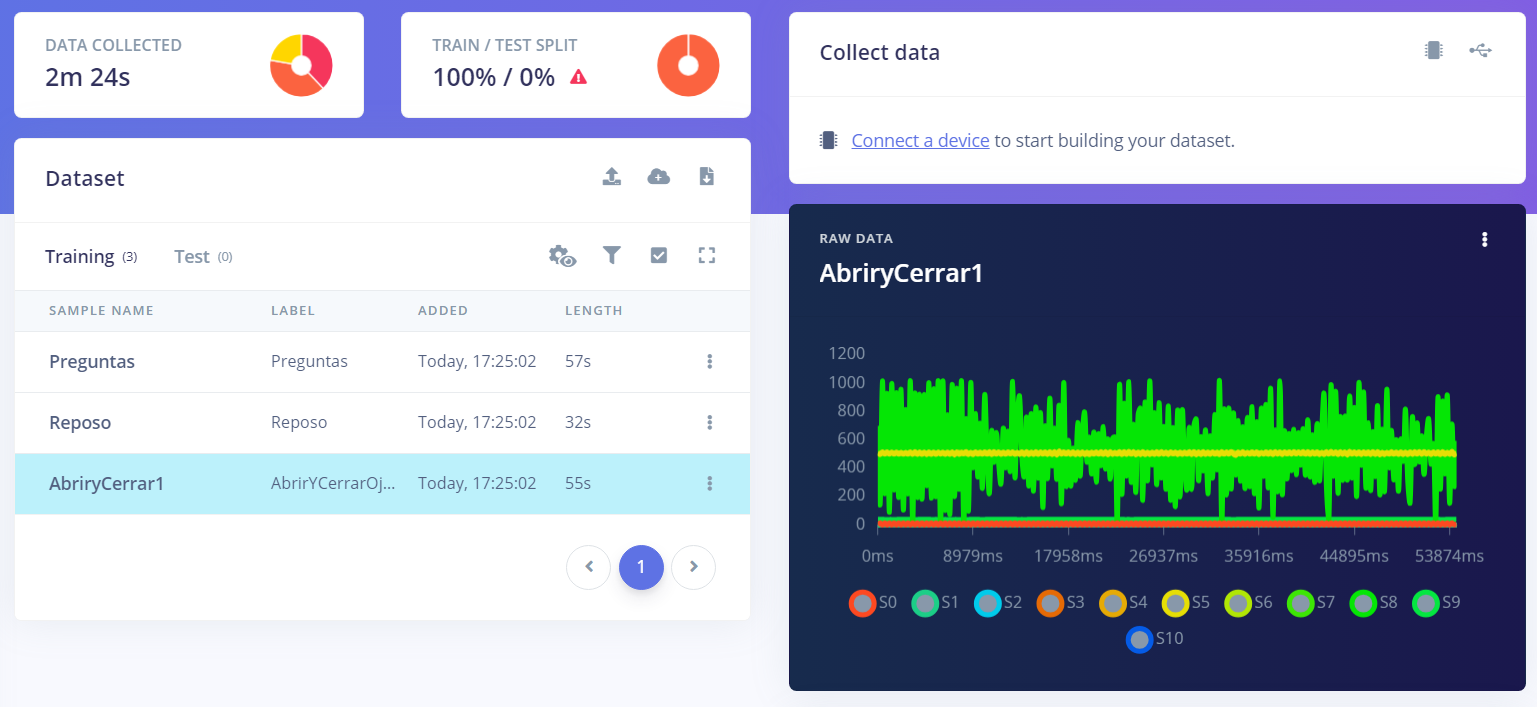 DATA COLLECTED
2m 24s
TRAIN / TEST SPLIT
100% / 0%
Dataset
Training (3) Test (0)
SAMPLE NAME LABEL ADDED LENGTH
Preguntas Preguntas Today, 17:25:02 57s
Reposo Reposo Today, 17:25:02 32s
AbriryCerrar1 AbrirYCerrarOj... Today, 17:25:02 55s
1
Collect data
Connect a device to start building your dataset.
RAW DATA
AbriryCerrar1
1200
1000
800
600
400
200
0
0ms 8979ms 17958ms 26937ms 35916ms 44895ms 53874ms
S0 S1 S2 S3 S4 S5 S6 S7 S8 S9
S10